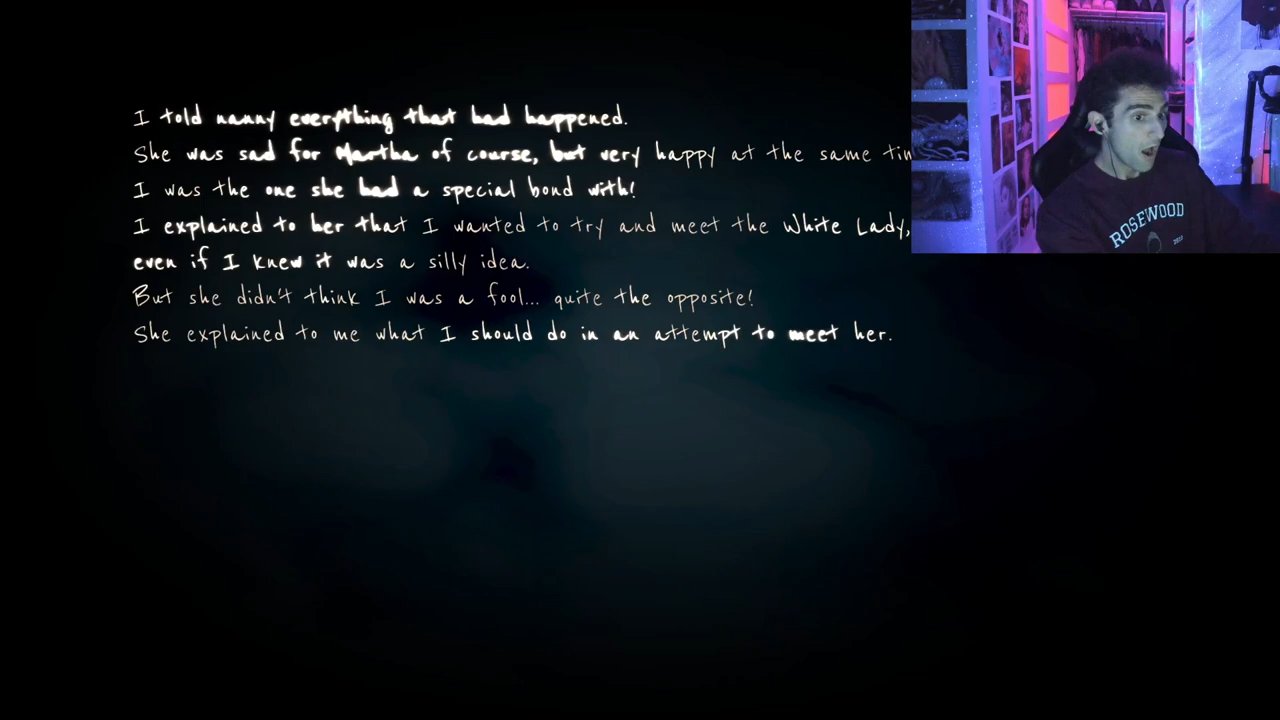 I told nanny everything that had happened.
She was sad for Martha of course, but very happy at the same
I was the one she had a special bond with!
I explained to her that I wanted to try and meet the White Lady,
even if I knew it was a silly idea.
But she didn't think I was a fool... quite the opposite!
She explained to me what I should do in an attempt to meet her.
ROSEWOOD